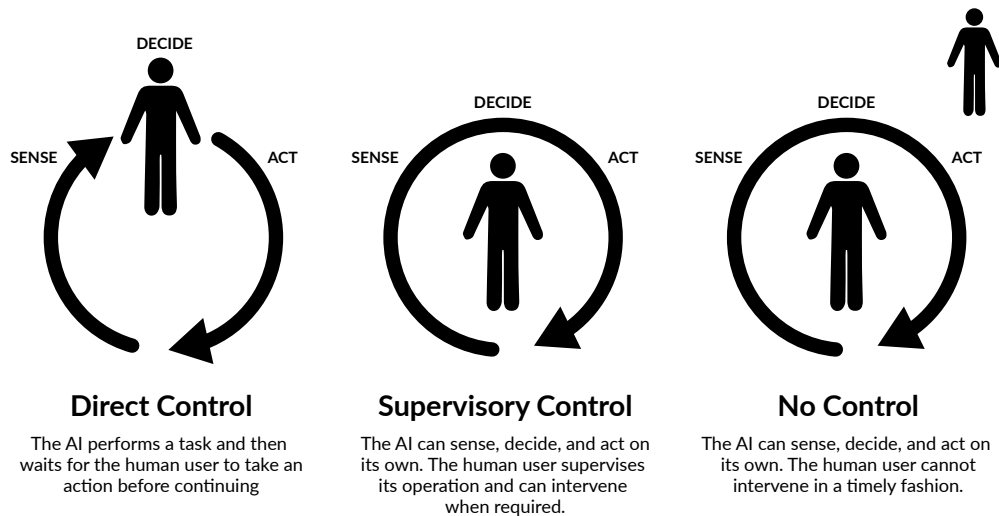 DECIDE
SENSE
ACT
Direct Control
The AI performs a task and then
waits for the human user to take an
action before continuing
DECIDE
SENSE
ACT
Supervisory Control
The AI can sense, decide, and act on
its own. The human user supervises
its operation and can intervene
when required.
DECIDE
SENSE
ACT
No Control
The AI can sense, decide, and act on
its own. The human user cannot
intervene in a timely fashion.